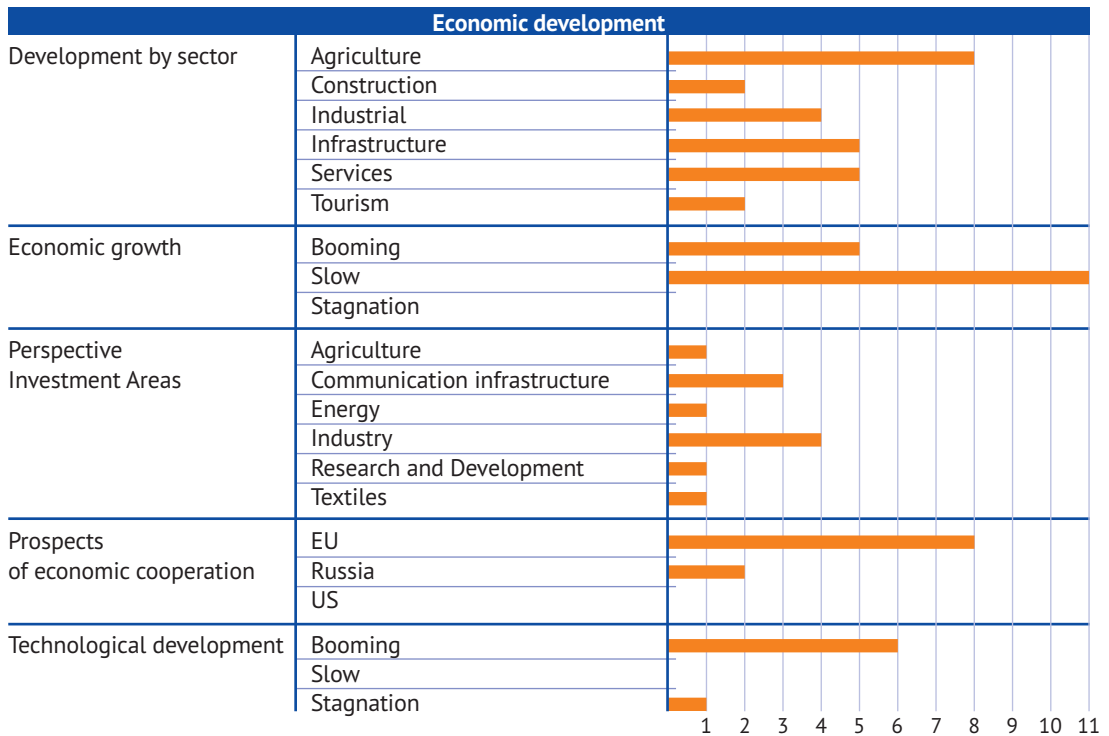 Economic development
Development by sector
Agriculture
Construction
Industrial
Infrastructure
Services
Tourism
Economic growth
Booming
Slow
Stagnation
Perspective
Investment Areas
Agriculture
Communication infrastructure
Energy
Industry
Research and Development
Textiles
Prospects
of economic cooperation
EU
Russia
US
Technological development
Booming
Slow
Stagnation
1 2 3 4 5 6 7 8 9 10 11